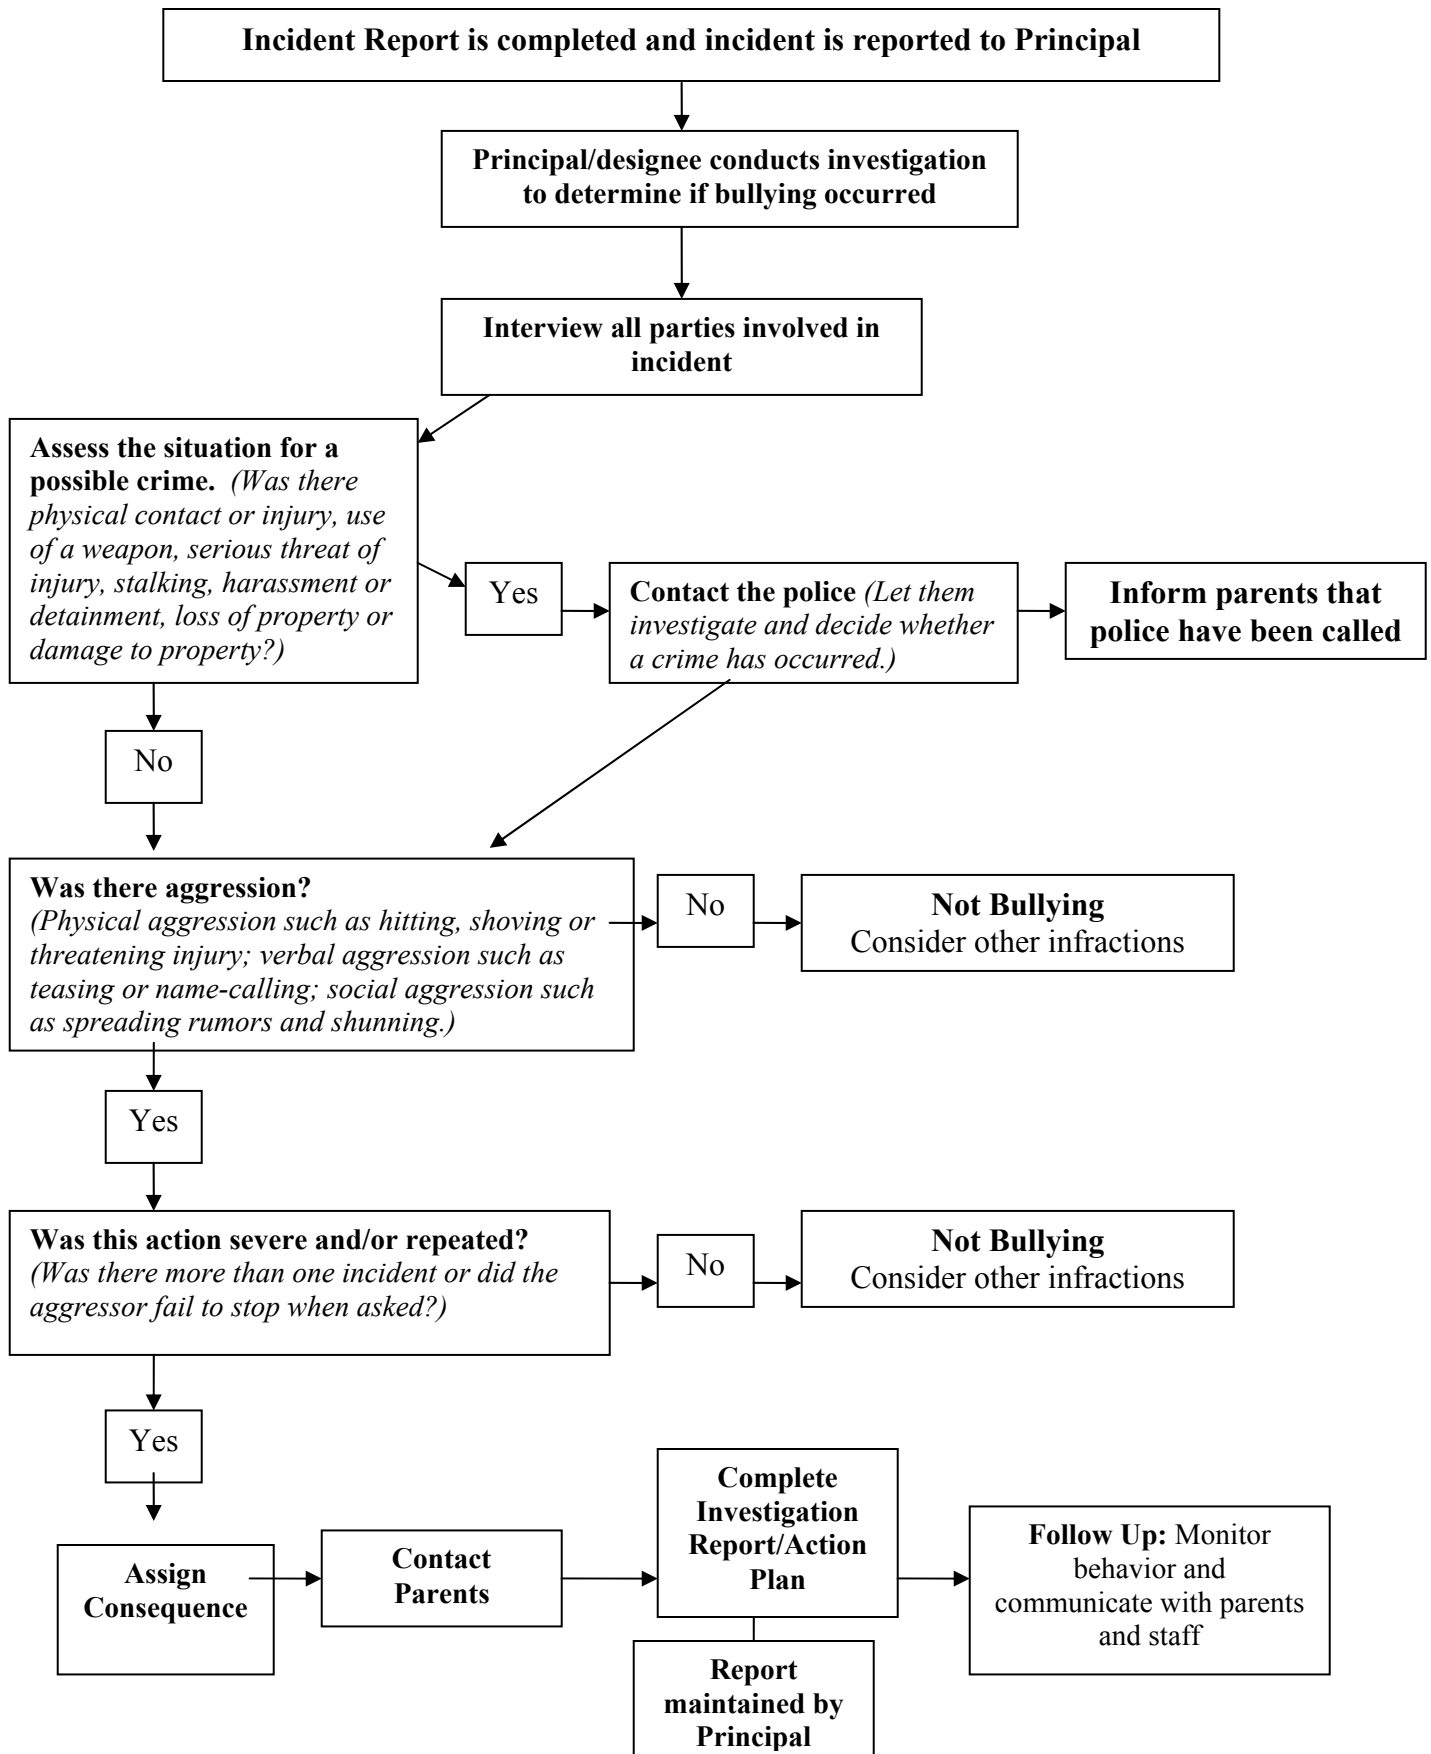 Incident Report is completed and incident is reported to Principal
Principal/designee conducts investigation
to determine if bullying occurred
Interview all parties involved in
incident
Assess the situation for a
possible crime. (Was there
physical contact or injury, use
of a weapon, serious threat of
injury, stalking, harassment or
detainment, loss of property or
damage to property?)
Yes
Contact the police (Let them
investigate and decide whether
a crime has occurred.)
Inform parents that
police have been called
No
Was there aggression?
(Physical aggression such as hitting, shoving or
threatening injury; verbal aggression such as
teasing or name-calling; social aggression such
as spreading rumors and shunning.)
No
Not Bullying
Consider other infractions
Yes
Was this action severe and/or repeated?
(Was there more than one incident or did the
aggressor fail to stop when asked?)
No
Not Bullying
Consider other infractions
Yes
Assign
Consequence
Contact
Parents
Complete
Investigation
Report/Action
Plan
Report
maintained by
Principal
Follow Up: Monitor
behavior and
communicate with parents
and staff